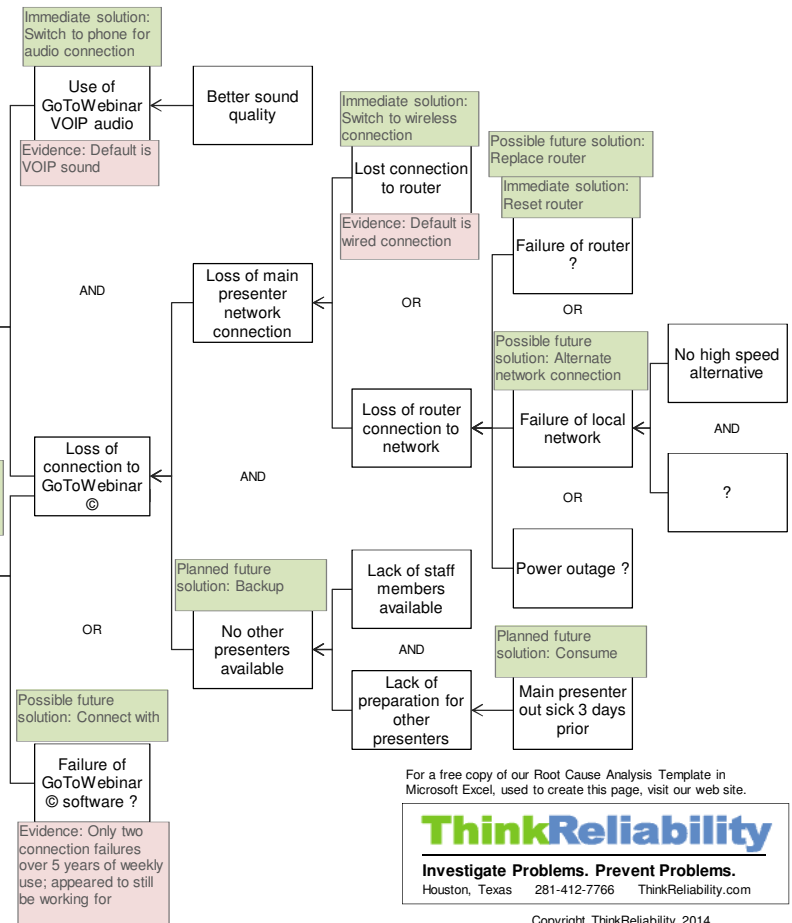 Immediate solution:
Switch to phone for
audio connection
Use of
GoToWebinar
VOIP audio
Evidence: Default is
VOIP sound
Better sound
quality
Immediate solution:
Switch to wireless
connection
Lost connection
to router
Evidence: Default is
wired connection
Possible future solution:
Replace router
Immediate solution:
Reset router
Failure of router
?
AND
Loss of main
presenter
network
connection
OR
OR
Possible future
solution: Alternate
network connection
Failure of local
network
No high speed
alternative
AND
?
Loss of router
connection to
network
Loss of
connection to
GoToWebinar
©
AND
OR
Power outage ?
Planned future
solution: Backup
No other
presenters
available
Lack of staff
members
available
AND
Lack of
preparation for
other
presenters
Planned future
solution: Consume
Main presenter
out sick 3 days
prior
OR
Possible future
solution: Connect with
Failure of
GoToWebinar
© software ?
Evidence: Only two
connection failures
over 5 years of weekly
use; appeared to still
be working for
For a free copy of our Root Cause Analysis Template in
Microsoft Excel, used to create this page, visit our web site.
ThinkReliability
Investigate Problems. Prevent Problems.
Houston, Texas 281-412-7766 ThinkReliability.com
Copyright ThinkReliability 2014